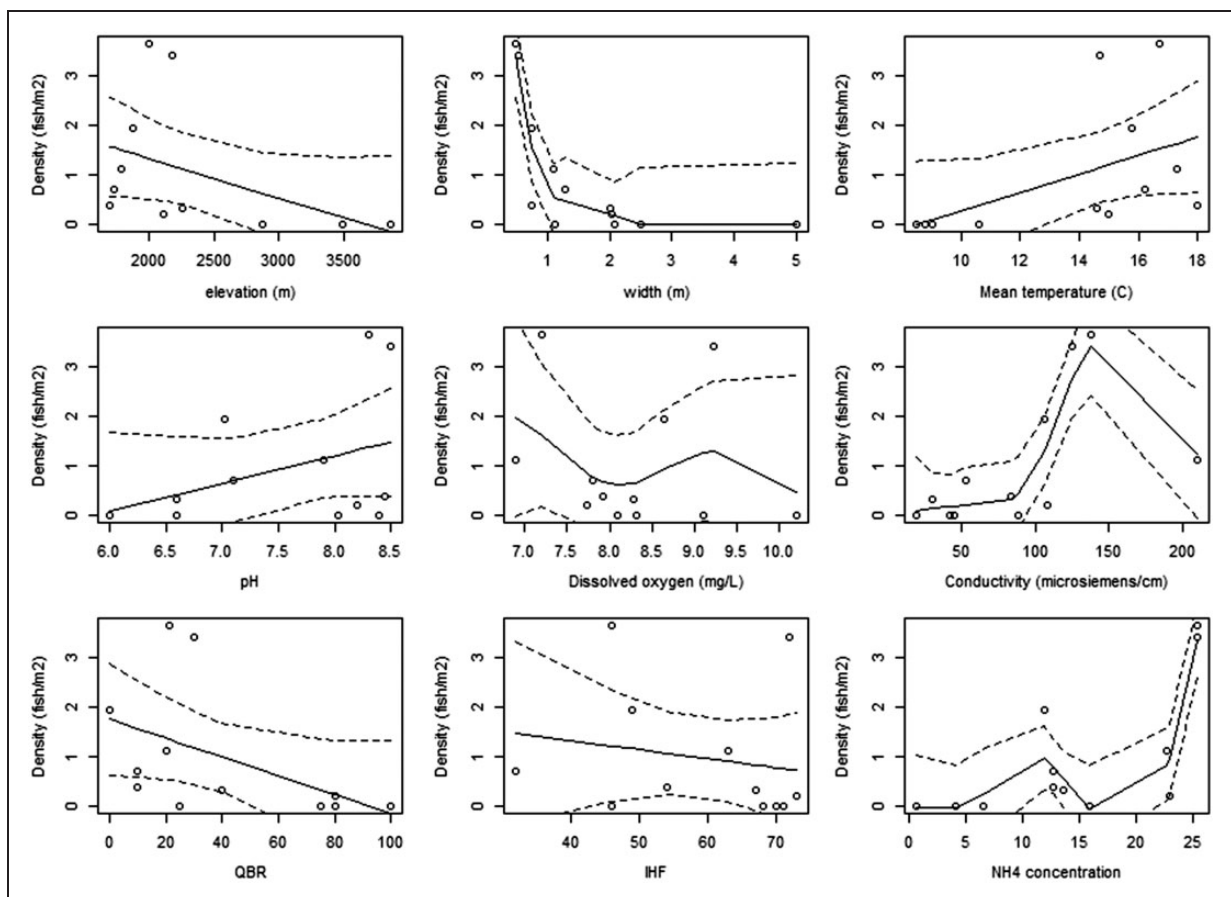 Density (fish/m2)
0 1 2 3
2000 2500 3000 3500
elevation (m)
Density (fish/m2)
0 1 2 3
1 2 3 4 5
width (m)
Density (fish/m2)
0 1 2 3
10 12 14 16 18
Mean temperature (C)
Density (fish/m2)
0 1 2 3
6.0 6.5 7.0 7.5 8.0 8.5
pH
Density (fish/m2)
0 1 2 3
7.0 7.5 8.0 8.5 9.0 9.5 10.0
Dissolved oxygen (mg/L)
Density (fish/m2)
0 1 2 3
50 100 150 200
Conductivity (microsiemens/cm)
Density (fish/m2)
0 1 2 3
0 20 40 60 80 100
QBR
Density (fish/m2)
0 1 2 3
40 50 60 70
IHF
Density (fish/m2)
0 1 2 3
0 5 10 15 20 25
NH4 concentration